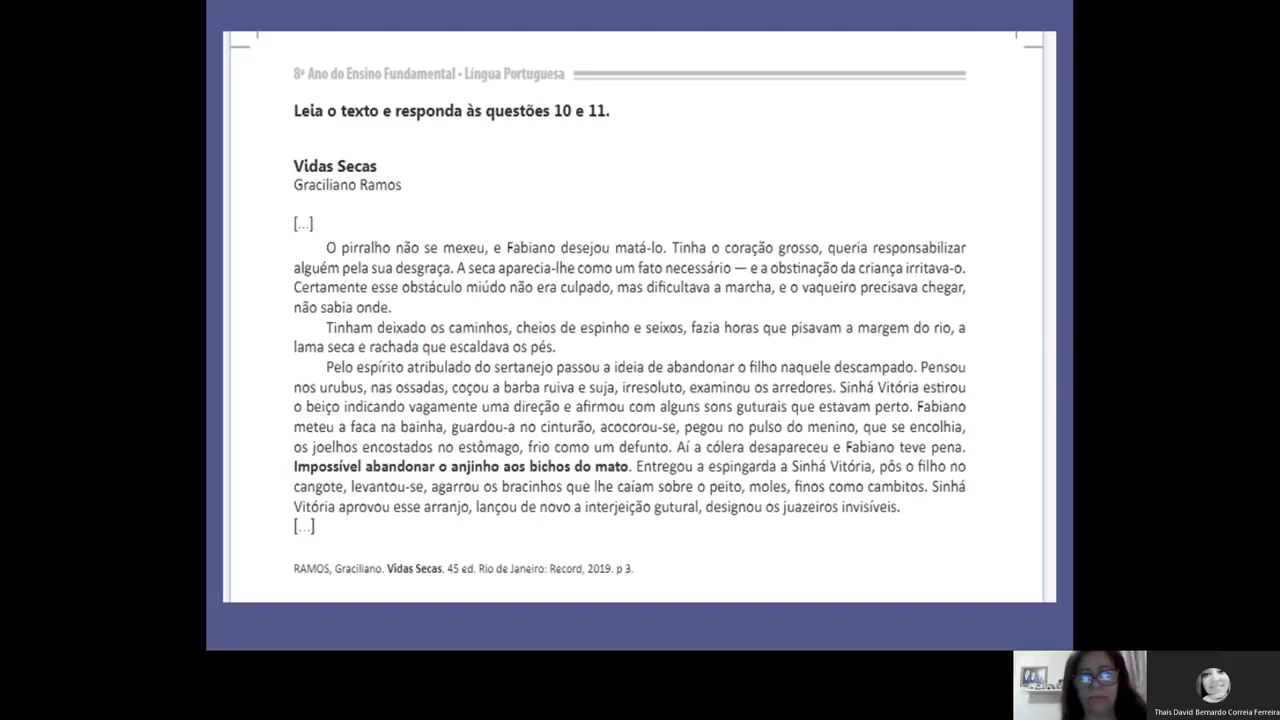 8º Ano do Ensino Fundamental • Língua Portuguesa
Leia o texto e responda às questões 10 e 11.
Vidas Secas
Graciliano Ramos
[...]
O pirralho não se mexeu, e Fabiano desejou matá-lo. Tinha o coração grosso, queria responsabilizar
alguém pela sua desgraça. A seca aparecia-lhe como um fato necessário — e a obstinação da criança irritava-o.
Certamente esse obstáculo miúdo não era culpado, mas dificultava a marcha, e o vaqueiro precisava chegar,
não sabia onde.
Tinham deixado os caminhos, cheios de espinho e seixos, fazia horas que pisavam a margem do rio, a
lama seca e rachada que escaldava os pés.
Pelo espírito atribulado do sertanejo passou a ideia de abandonar o filho naquele descampado. Pensou
nos urubus, nas ossadas, coçou a barba ruiva e suja, irresoluto, examinou os arredores. Sinhá Vitória estirou
o beiço indicando vagamente uma direção e afirmou com alguns sons guturais que estavam perto. Fabiano
meteu a faca na bainha, guardou-a no cinturão, acocorou-se, pegou no pulso do menino, que se encolhia,
os joelhos encostados no estômago, frio como um defunto. Aí a cólera desapareceu e Fabiano teve pena.
Impossível abandonar o anjinho aos bichos do mato. Entregou a espingarda a Sinhá Vitória, pôs o filho no
cangote, levantou-se, agarrou os bracinhos que lhe caíam sobre o peito, moles, finos como cambitos. Sinhá
Vitória aprovou esse arranjo, lançou de novo a interjeição gutural, designou os juazeiros invisíveis.
[...]
RAMOS, Graciliano. Vidas Secas. 45 ed. Rio de Janeiro: Record, 2019. p 3.
Thais David Bernardo Correia Ferreira